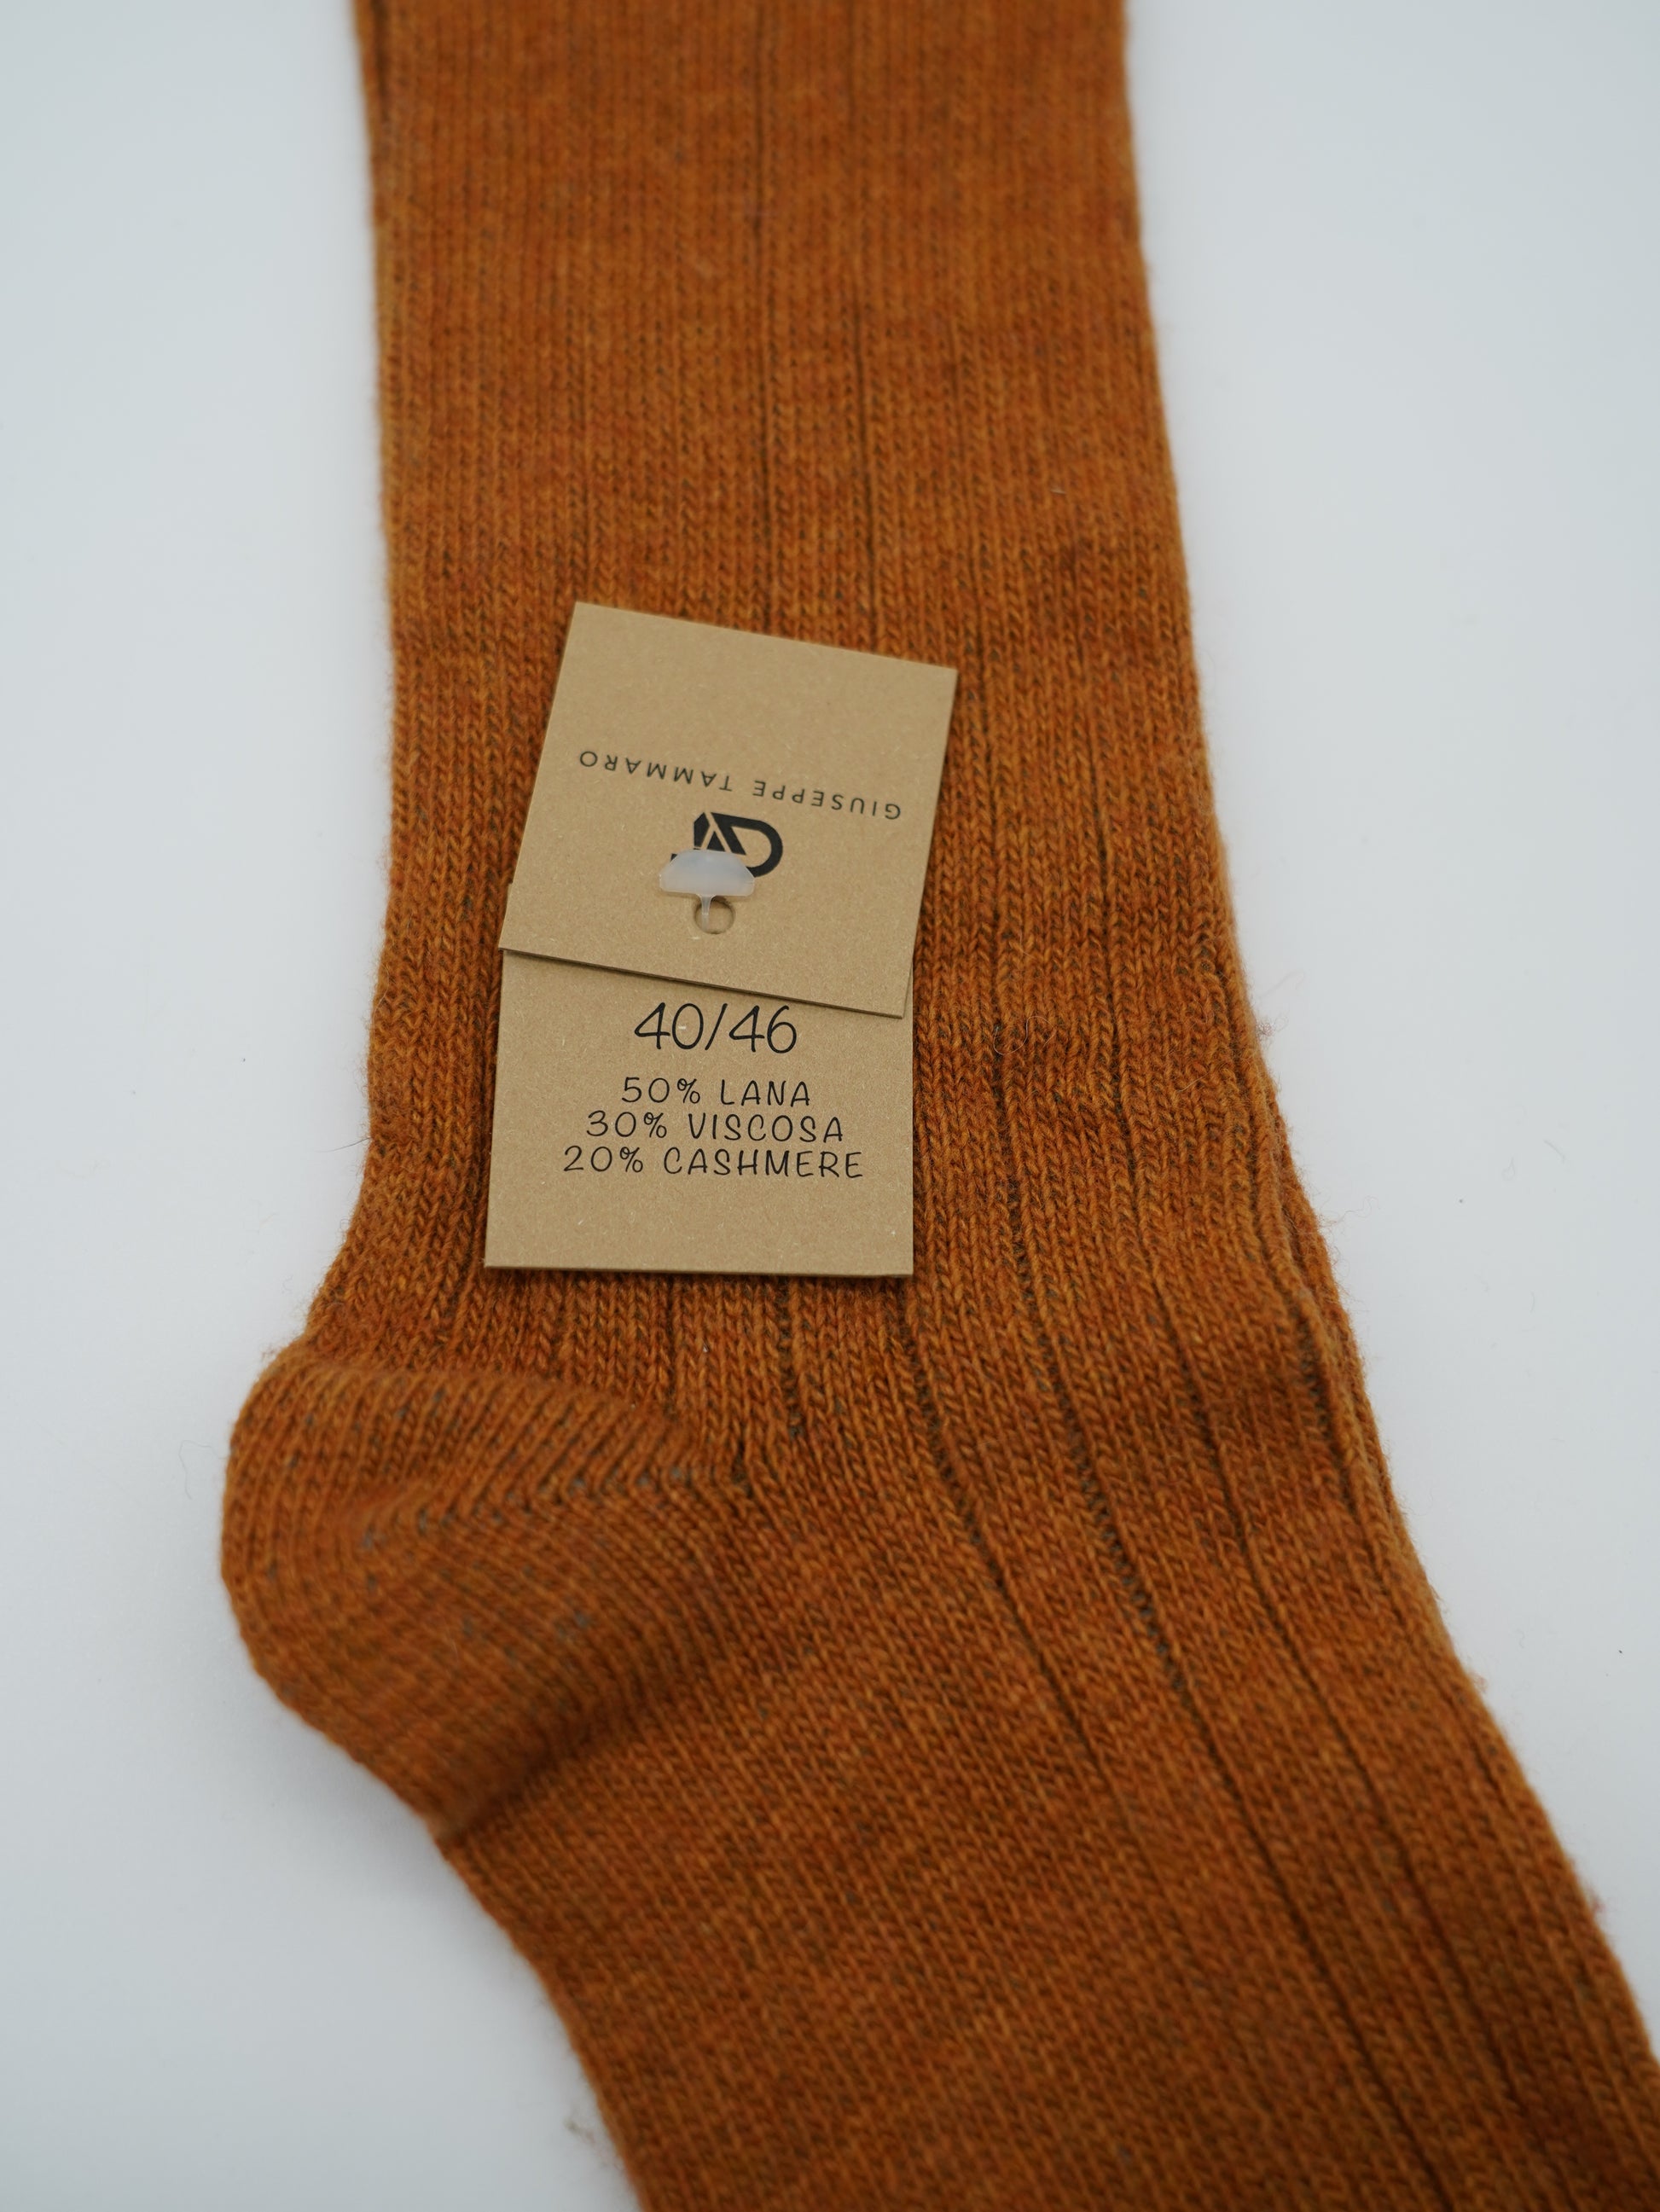 GIUSEPPE TAMMARO
40/46
50% LANA
30% VISCOSA
20% CASHMERE